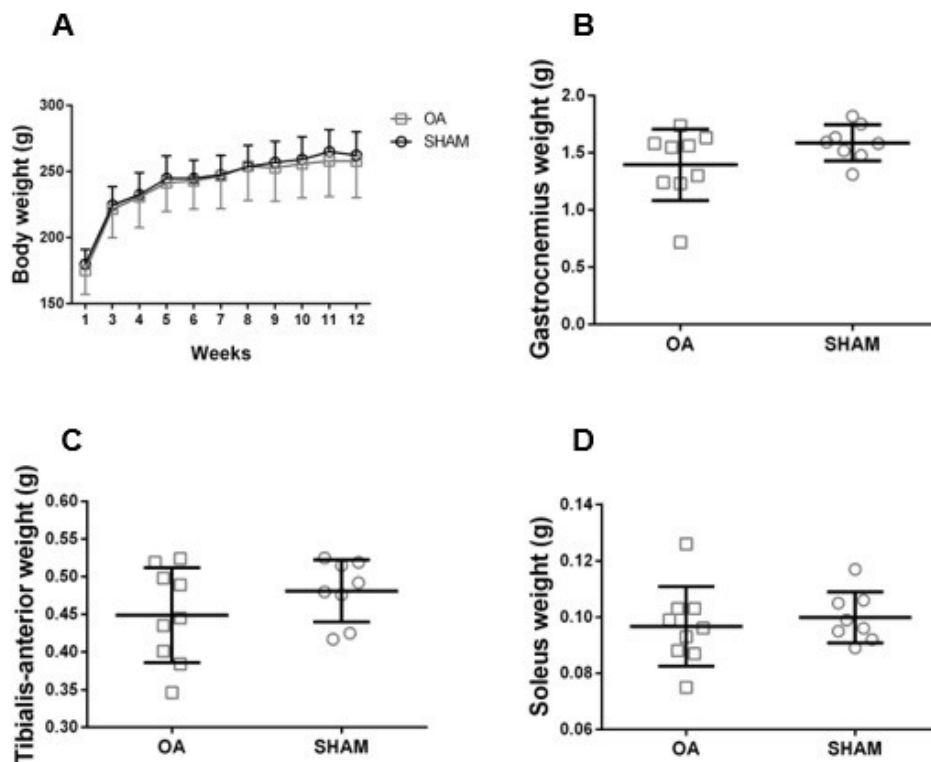 A
Body weight (g)
300
250
200
150
1 3 4 5 6 7 8 9 10 11 12
Weeks
OA
SHAM
B
Gastrocnemius weight (g)
2.0
1.5
1.0
0.5
0.0
OA SHAM
C
Tibialis-anterior weight (g)
0.60
0.55
0.50
0.45
0.40
0.35
0.30
OA SHAM
D
Soleus weight (g)
0.14
0.12
0.10
0.08
0.06
OA SHAM